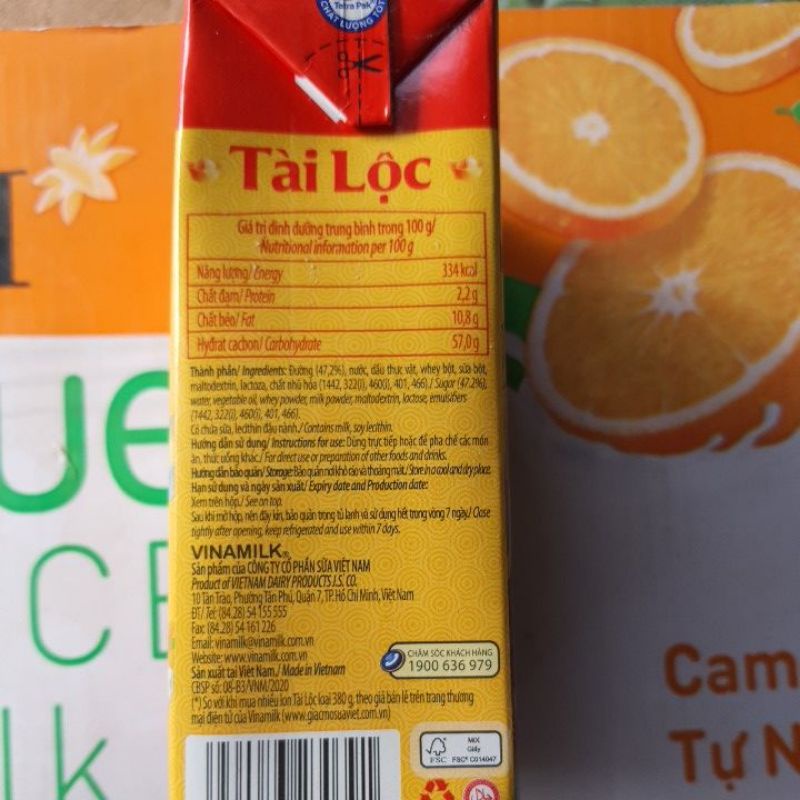 Tetra Pak
CHẤT LƯỢNG TỐT
Tài Lộc
Giá trị dinh dưỡng trung bình trong 100 g/
Nutritional information per 100 g
Năng lượng/ Energy 334 kcal
Chất đạm/ Protein 2,2 g
Chất béo/ Fat 10,8 g
Hydrat cacbon/ Carbohydrate 57,0 g
Thành phần/ Ingredients: Đường (47,2%), nước, dầu thực vật, whey bột, sữa bột,
maltodextrin, lactoza, chất nhũ hóa (1442, 322(i), 460(i), 401, 466)./ Sugar (47.2%),
water, vegetable oil, whey powder, milk powder, maltodextrin, lactose, emulsifiers
(1442, 322(i), 460(i), 401, 466).
Có chứa sữa, lecithin đậu nành./ Contains milk, soy lecithin.
Hướng dẫn sử dụng/ Instructions for use: Dùng trực tiếp hoặc để pha chế các món
ăn, thức uống khác./ For direct use or preparation of other foods and drinks.
Hướng dẫn bảo quản/ Storage: Bảo quản nơi khô ráo và thoáng mát./ Store in a cool and dry place.
Hạn sử dụng và ngày sản xuất/ Expiry date and Production date:
Xem trên hộp./ See on top.
Sau khi mở hộp, nên đậy kín, bảo quản trong tủ lạnh và sử dụng hết trong vòng 7 ngày./ Close
tightly after opening, keep refrigerated and use within 7 days.
VINAMILK®
Sản phẩm của CÔNG TY CỔ PHẦN SỮA VIỆT NAM
Product of VIETNAM DAIRY PRODUCTS J.S. CO.
10 Tân Trào, Phường Tân Phú, Quận 7, TP. Hồ Chí Minh, Việt Nam
ĐT/ Tel: (84.28) 54 155 555
Fax: (84.28) 54 161 226
Email: vinamilk@vinamilk.com.vn
Website: www.vinamilk.com.vn
Sản xuất tại Việt Nam./ Made in Vietnam
CBSP số: 08-B3/VNM/2020
(*) So với khi mua nhiều lon Tài Lộc loại 380 g, theo giá bán lẻ trên trang thương
mại điện tử của Vinamilk (www.giacmosuaviet.com.vn)
CHĂM SÓC KHÁCH HÀNG
1900 636 979
FSC
MIX
Giấy
FSC® C014047
ue
CE
lk
Cam
Tự N